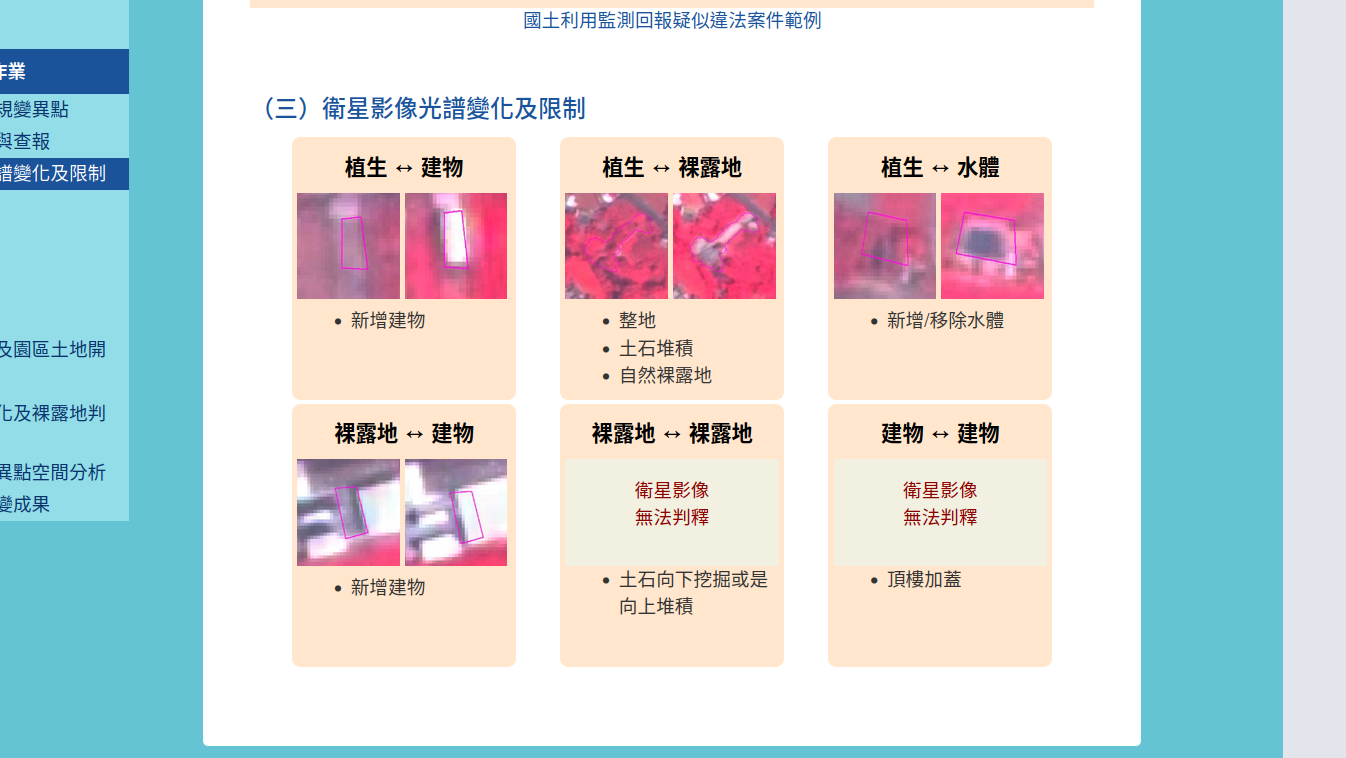 國土利用監測回報疑似違法案件範例
作業
規變異點
與查報
譜變化及限制
及園區土地開
化及裸露地判
異點空間分析
變成果
（三）衛星影像光譜變化及限制
植生 ↔ 建物
• 新增建物
植生 ↔ 裸露地
• 整地
• 土石堆積
• 自然裸露地
植生 ↔ 水體
• 新增/移除水體
裸露地 ↔ 建物
• 新增建物
裸露地 ↔ 裸露地
衛星影像
無法判釋
• 土石向下挖掘或是
向上堆積
建物 ↔ 建物
衛星影像
無法判釋
• 頂樓加蓋